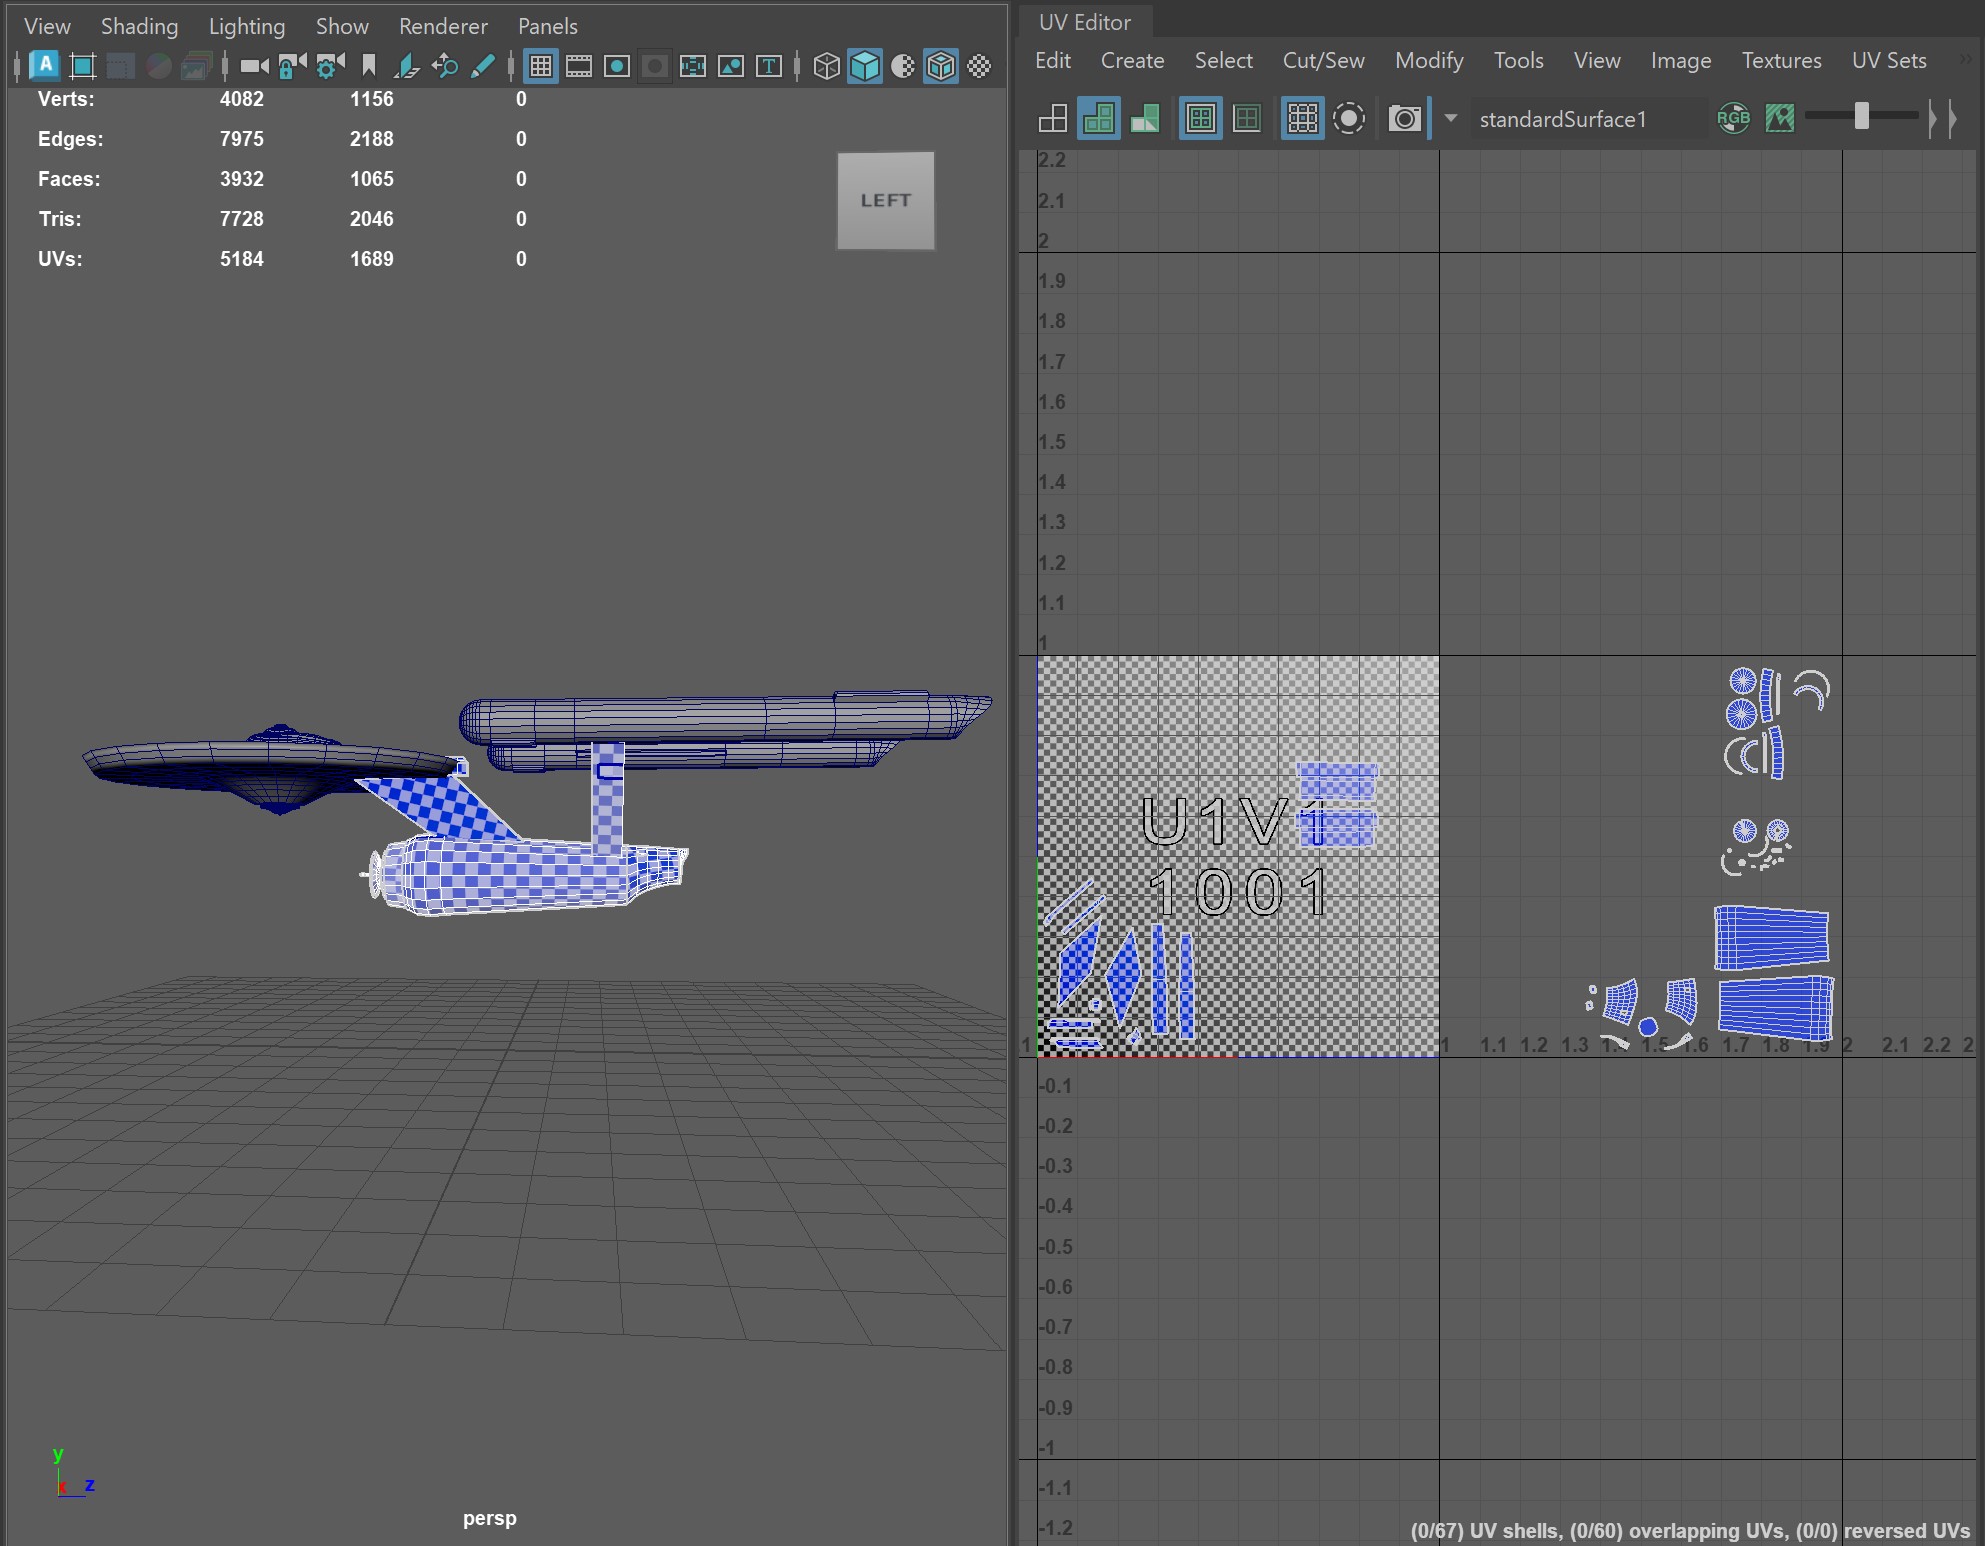 View Shading Lighting Show Renderer Panels
A
T
Verts: 4082 1156 0
Edges: 7975 2188 0
Faces: 3932 1065 0
Tris: 7728 2046 0
UVs: 5184 1689 0
LEFT
y
x z
persp
UV Editor
Edit Create Select Cut/Sew Modify Tools View Image Textures UV Sets
standardSurface1 RGB
2.2
2.1
2
1.9
1.8
1.7
1.6
1.5
1.4
1.3
1.2
1.1
1
U1V1
1001
1 1 1.1 1.2 1.3 1.4 1.5 1.6 1.7 1.8 1.9 2 2.1 2.2 2
-0.1
-0.2
-0.3
-0.4
-0.5
-0.6
-0.7
-0.8
-0.9
-1
-1.1
-1.2
(0/67) UV shells, (0/60) overlapping UVs, (0/0) reversed UVs